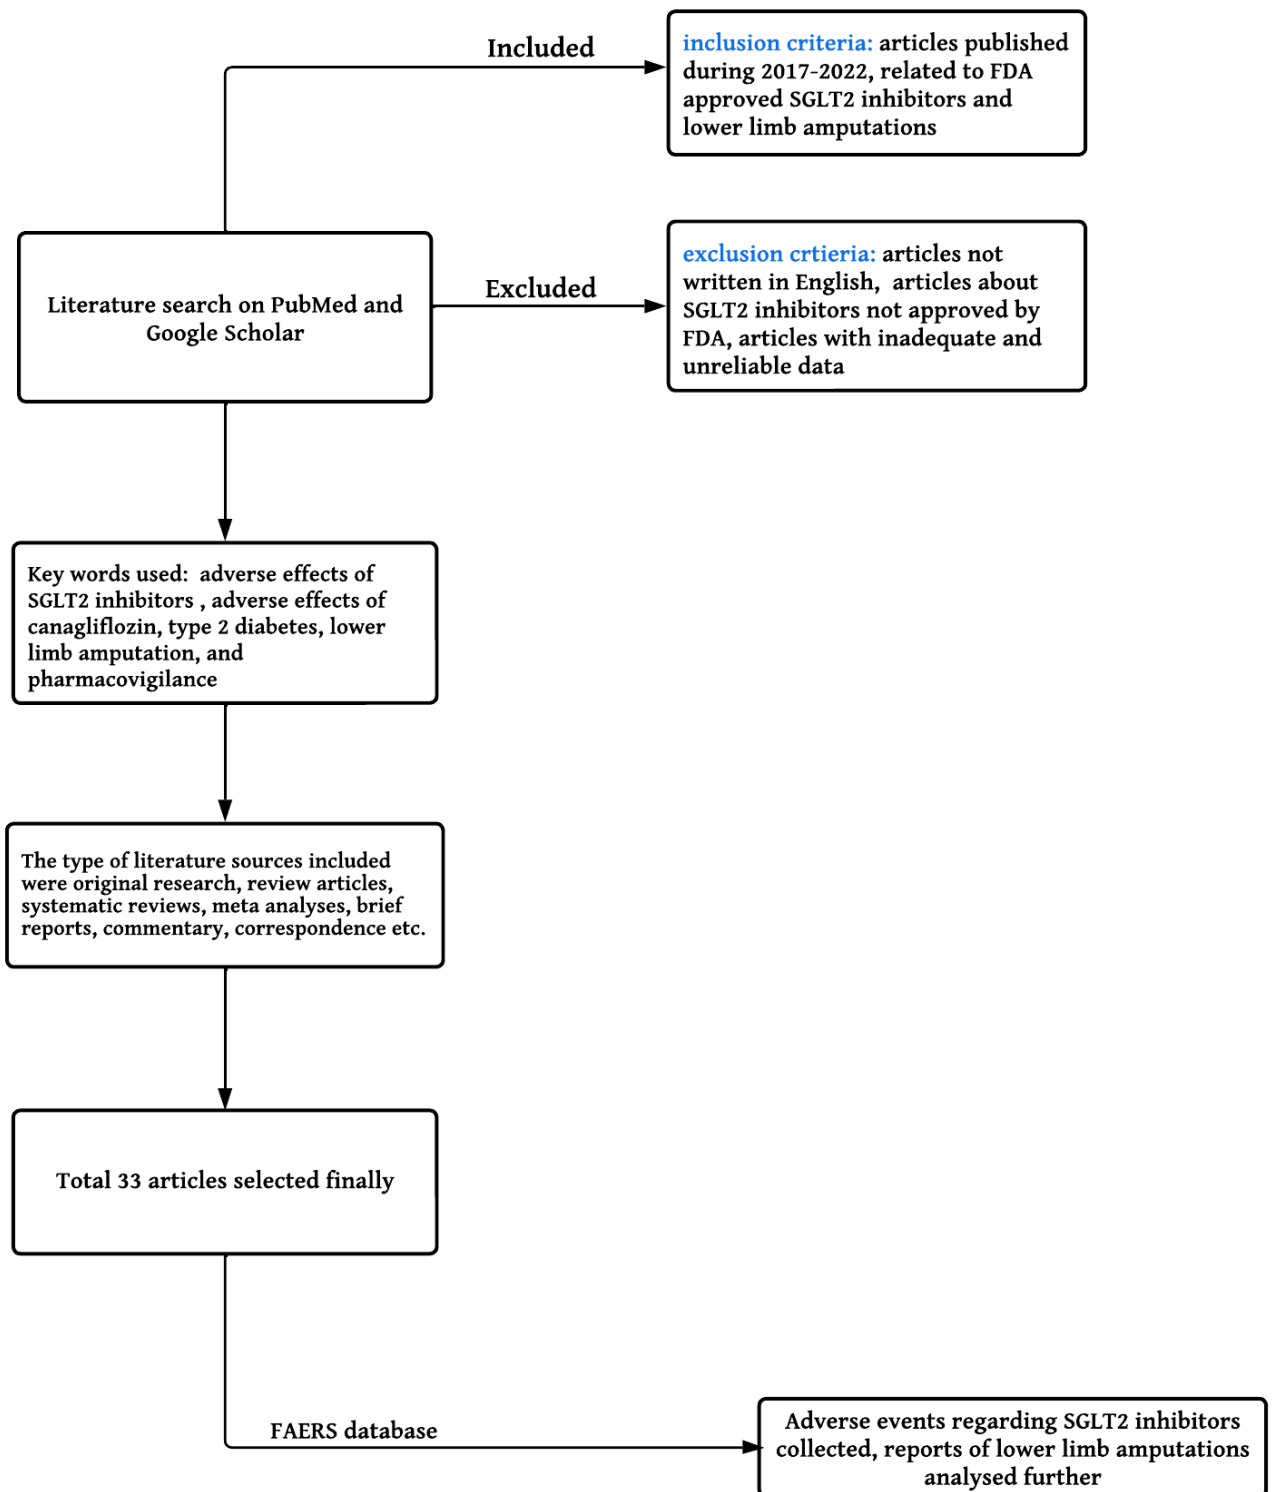 Included
inclusion criteria: articles published
during 2017-2022, related to FDA
approved SGLT2 inhibitors and
lower limb amputations
Literature search on PubMed and
Google Scholar
Excluded
exclusion crtieria: articles not
written in English,  articles about
SGLT2 inhibitors not approved by
FDA, articles with inadequate and
unreliable data
Key words used:  adverse effects of
SGLT2 inhibitors , adverse effects of
canagliflozin, type 2 diabetes, lower
limb amputation, and
pharmacovigilance
The type of literature sources included
were original research, review articles,
systematic reviews, meta analyses, brief
reports, commentary, correspondence etc.
Total 33 articles selected finally
FAERS database
Adverse events regarding SGLT2 inhibitors
collected, reports of lower limb amputations
analysed further